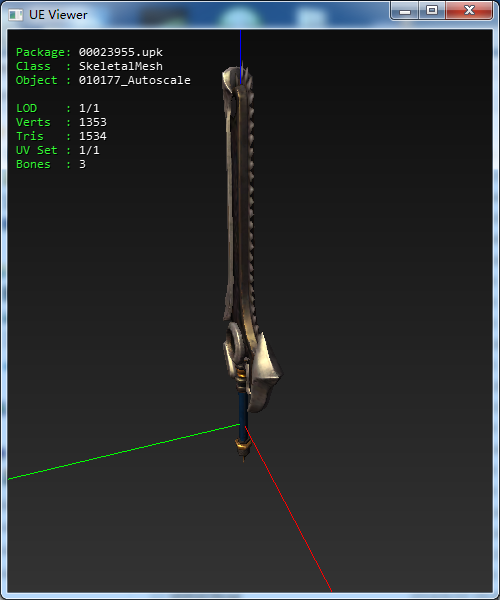 UE Viewer
Package: 00023955.upk
Class : SkeletalMesh
Object : 010177_Autoscale
LOD : 1/1
Verts : 1353
Tris : 1534
UV Set : 1/1
Bones : 3